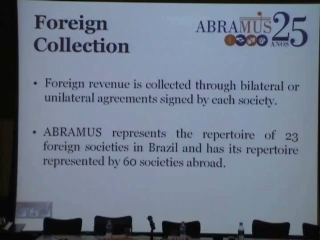 Foreign
Collection
ABRAMUS 25
ANOS
• Foreign revenue is collected through bilateral or
unilateral agreements signed by each society.
• ABRAMUS represents the repertoire of 23
foreign societies in Brazil and has its repertoire
represented by 60 societies abroad.